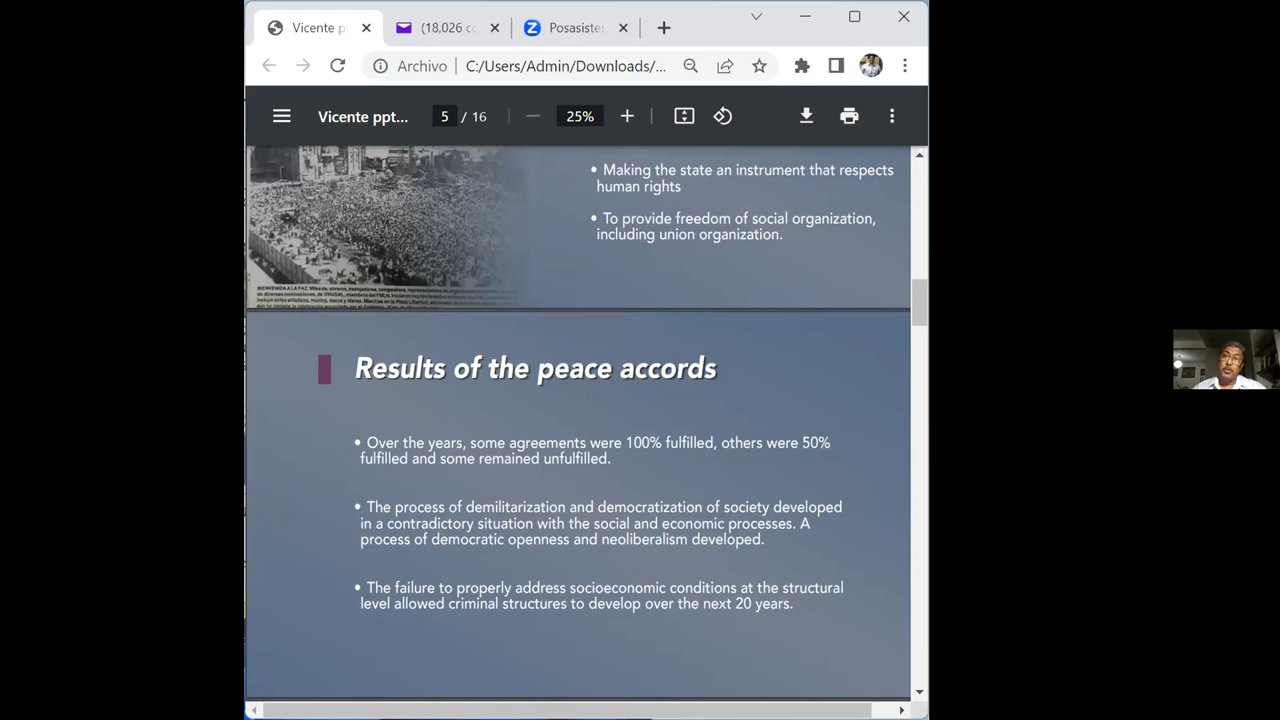 Vicente p
(18,026 co
Posasiste
Archivo
C:/Users/Admin/Downloads/...
Vicente ppt...
5 / 16
25%
• Making the state an instrument that respects
human rights
• To provide freedom of social organization,
including union organization.
BIENVENIDA A LA PAZ.
Results of the peace accords
• Over the years, some agreements were 100% fulfilled, others were 50%
fulfilled and some remained unfulfilled.
• The process of demilitarization and democratization of society developed
in a contradictory situation with the social and economic processes. A
process of democratic openness and neoliberalism developed.
• The failure to properly address socioeconomic conditions at the structural
level allowed criminal structures to develop over the next 20 years.